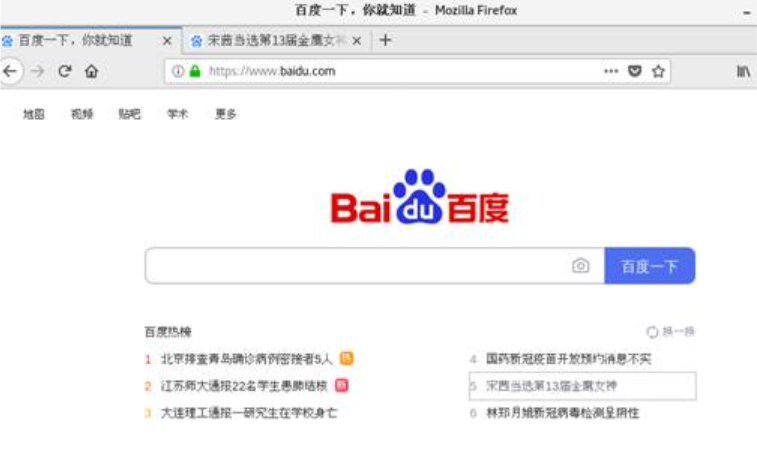 百度一下，你就知道 - Mozilla Firefox
百度一下，你就知道
宋茜当选第13届金鹰女神
https://www.baidu.com
地图 视频 贴吧 学术 更多
Bai du 百度
百度一下
百度热榜
换一换
1 北京排查青岛确诊病例密接者5人 热
4 国药新冠疫苗开放预约消息不实
2 江苏师大通报22名学生患肺结核 新
5 宋茜当选第13届金鹰女神
3 大连理工通报一研究生在学校身亡
6 林郑月娥新冠病毒检测呈阴性